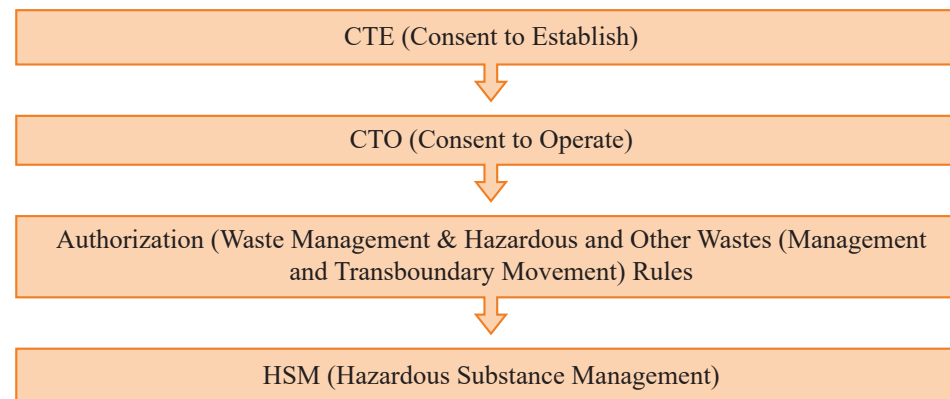 CTE (Consent to Establish)
CTO (Consent to Operate)
Authorization (Waste Management & Hazardous and Other Wastes (Management
and Transboundary Movement) Rules
HSM (Hazardous Substance Management)